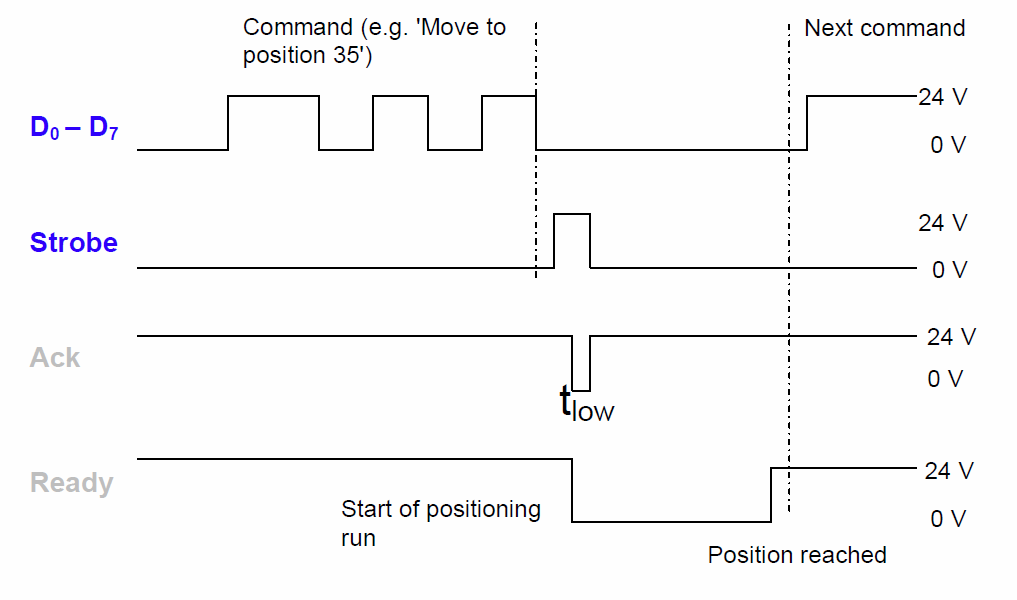 Command (e.g. 'Move to
position 35')
Next command
D0 – D7
24 V
0 V
Strobe
24 V
0 V
Ack
24 V
0 V
tlow
Ready
24 V
0 V
Start of positioning
run
Position reached